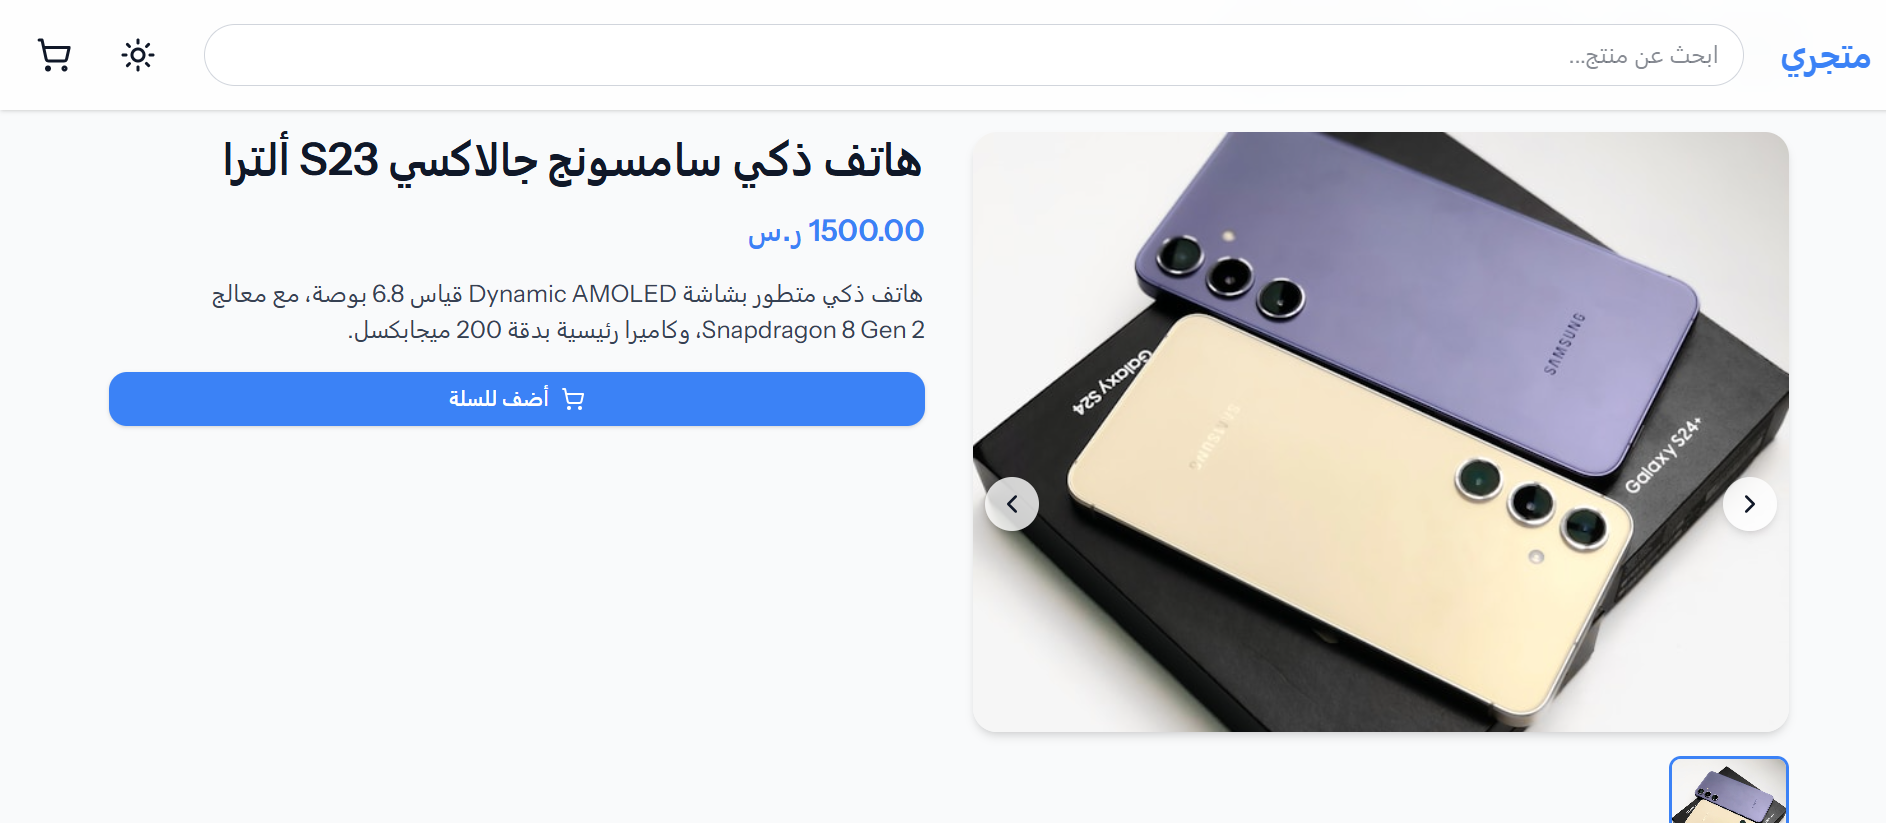 متجري
ابحث عن منتج...
هاتف ذكي سامسونج جالاكسي S23 ألترا
1500.00 ر.س
هاتف ذكي متطور بشاشة Dynamic AMOLED قياس 6.8 بوصة، مع معالج
Snapdragon 8 Gen 2، وكاميرا رئيسية بدقة 200 ميجابكسل.
أضف للسلة
SAMSUNG
Galaxy S24
SAMSUNG
Galaxy S24+